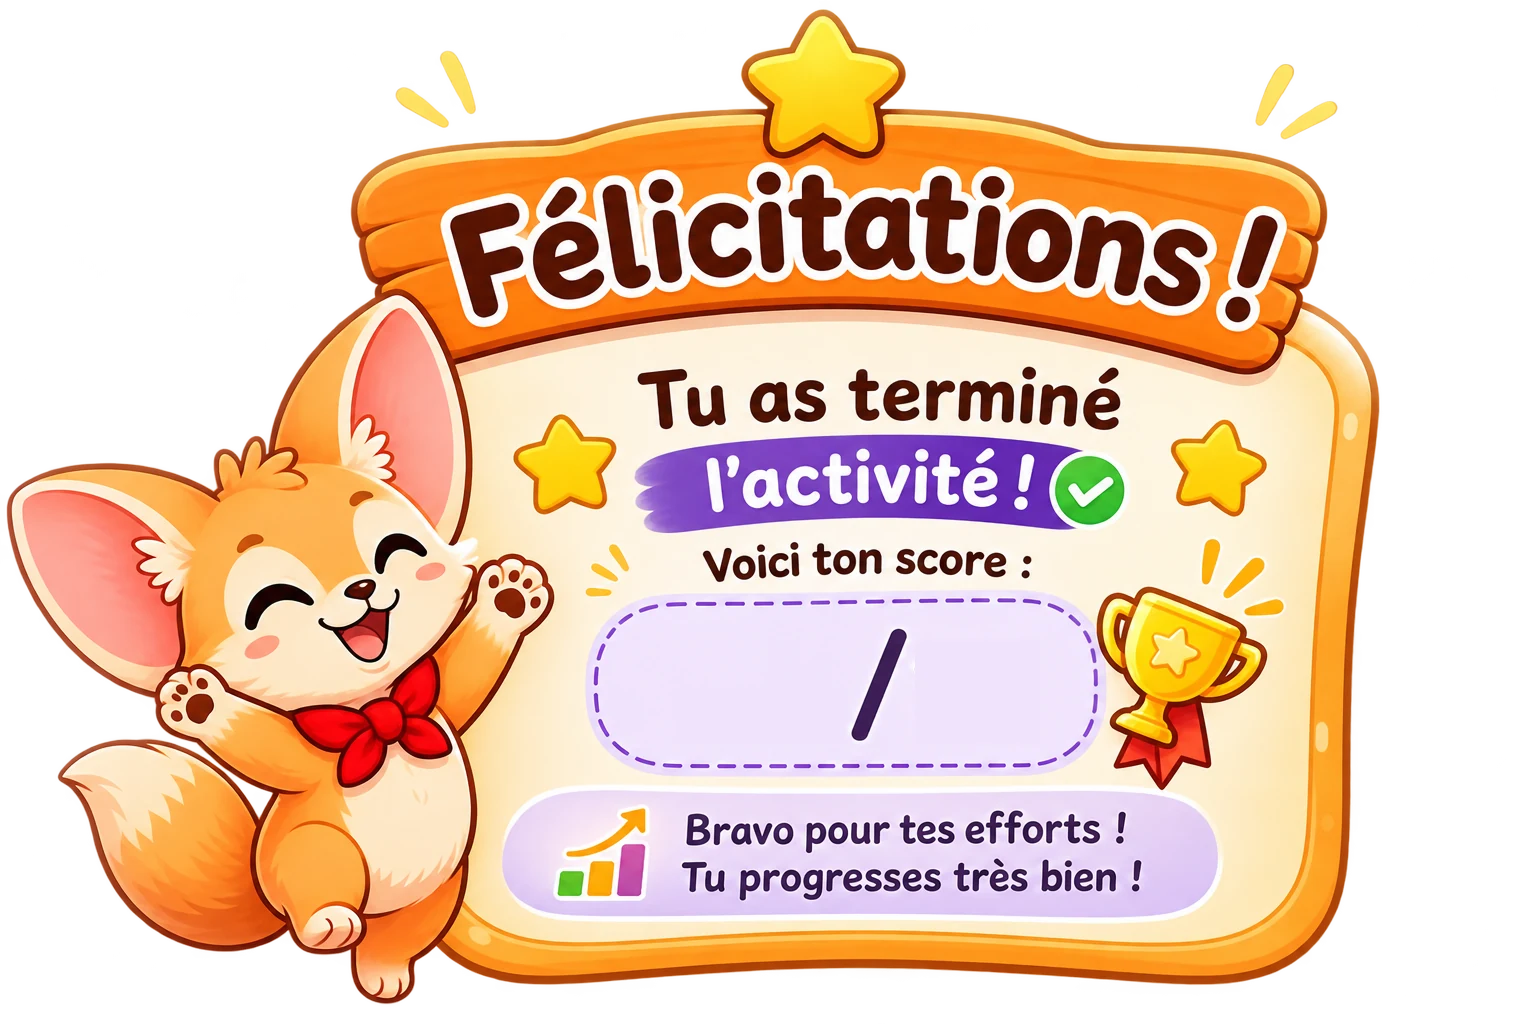 Félicitations !
Tu as terminé
l'activité !
Voici ton score :
/
Bravo pour tes efforts !
Tu progresses très bien !